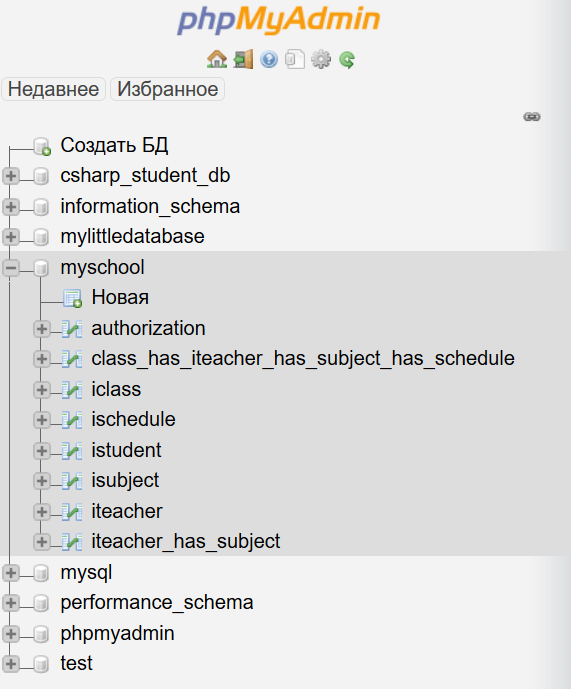 phpMyAdmin
Недавнее Избранное
Создать БД
csharp_student_db
information_schema
mylittledatabase
myschool
Новая
authorization
class_has_iteacher_has_subject_has_schedule
iclass
ischedule
istudent
isubject
iteacher
iteacher_has_subject
mysql
performance_schema
phpmyadmin
test